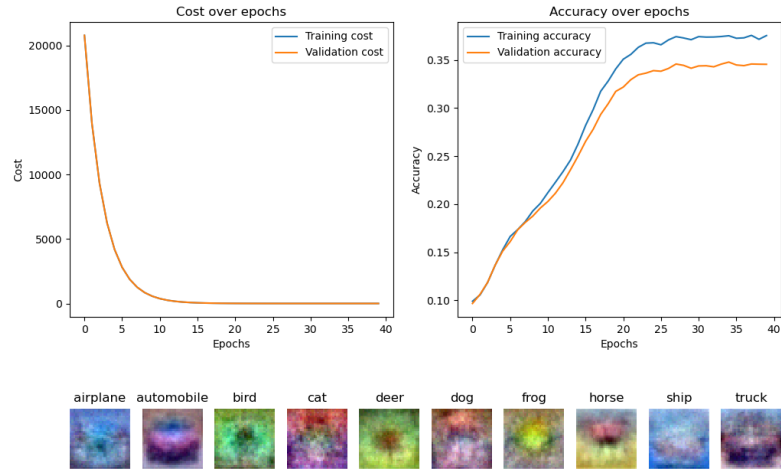 Cost over epochs
Training cost
Validation cost
20000
15000
10000
5000
0
Cost
0 5 10 15 20 25 30 35 40
Epochs
Accuracy over epochs
Training accuracy
Validation accuracy
0.35
0.30
0.25
0.20
0.15
0.10
Accuracy
0 5 10 15 20 25 30 35 40
Epochs
airplane automobile bird cat deer dog frog horse ship truck